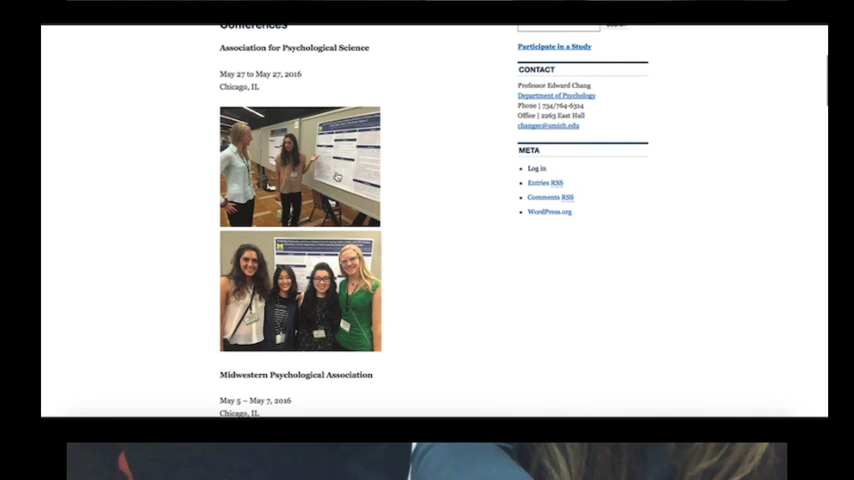 Conferences
Association for Psychological Science
May 27 to May 27, 2016
Chicago, IL
Midwestern Psychological Association
May 5 – May 7, 2016
Chicago, IL
Participate in a Study
CONTACT
Professor Edward Chang
Department of Psychology
Phone | 734/764-6314
Office | 2263 East Hall
changec@umich.edu
META
Log in
Entries RSS
Comments RSS
WordPress.org